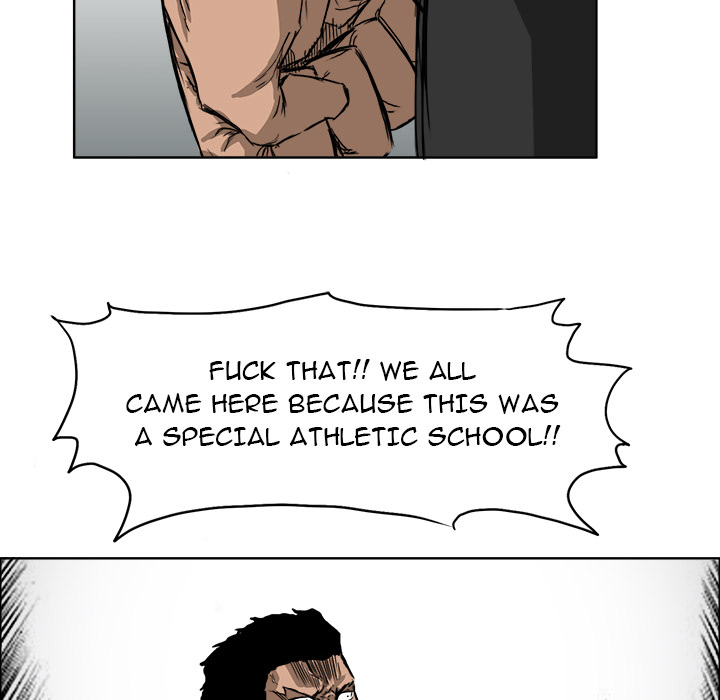 FUCK THAT!! WE ALL
CAME HERE BECAUSE THIS WAS
A SPECIAL ATHLETIC SCHOOL!!